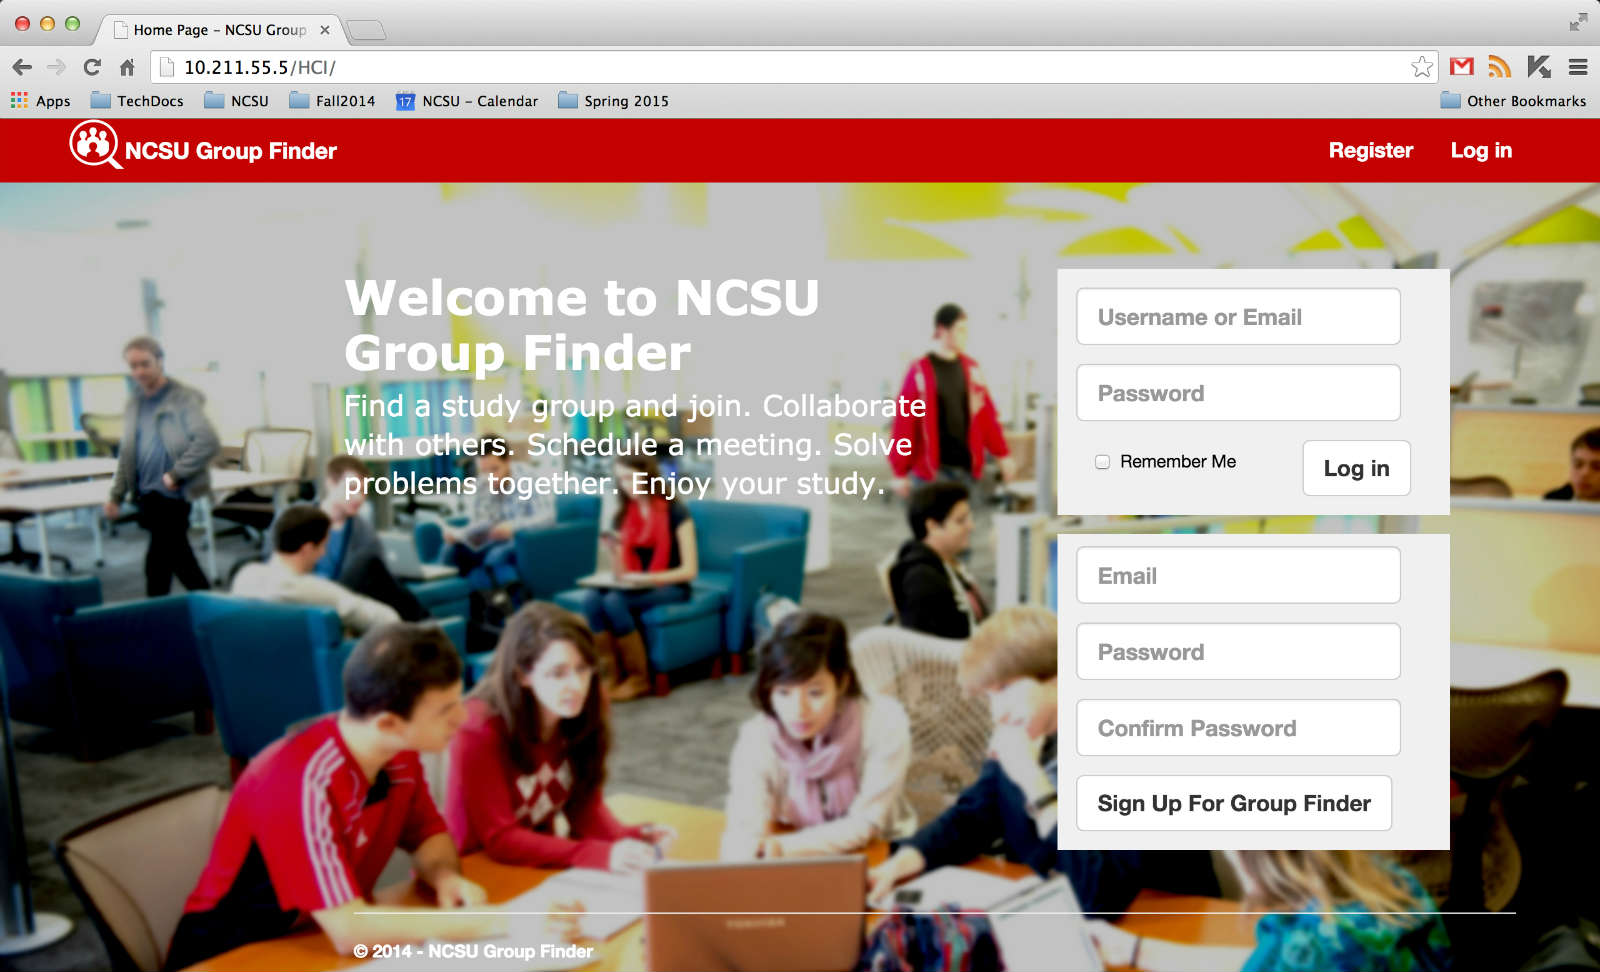 Home Page - NCSU Group
10.211.55.5/HCI/
Apps TechDocs NCSU Fall2014 17 NCSU - Calendar Spring 2015 Other Bookmarks
NCSU Group Finder Register Log in
Welcome to NCSU
Group Finder
Find a study group and join. Collaborate
with others. Schedule a meeting. Solve
problems together. Enjoy your study.
Username or Email
Password
Remember Me Log in
Email
Password
Confirm Password
Sign Up For Group Finder
TOSHIBA
© 2014 - NCSU Group Finder